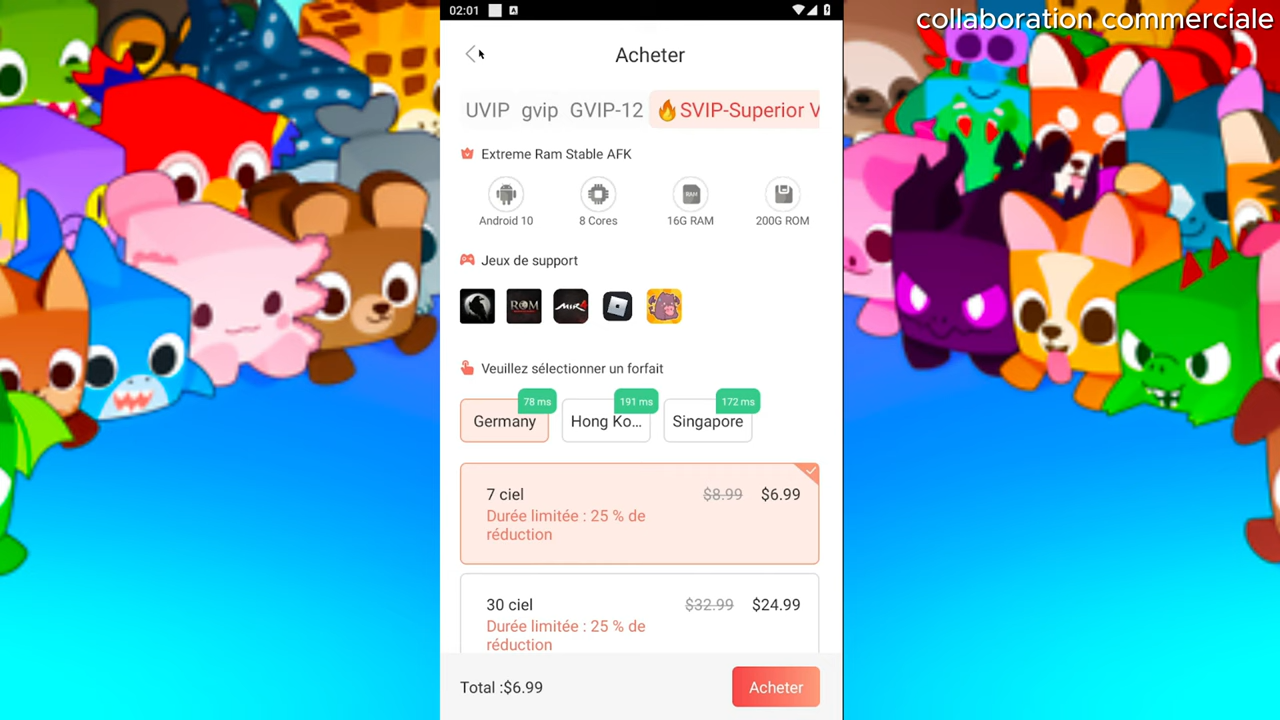 collaboration commerciale
02:01
Acheter
UVIP gvip GVIP-12 SVIP-Superior V
Extreme Ram Stable AFK
RAM
Android 10 8 Cores 16G RAM 200G ROM
Jeux de support
ROM MIR4
Veuillez sélectionner un forfait
78 ms 191 ms 172 ms
Germany Hong Ko... Singapore
7 ciel $8.99 $6.99
Durée limitée : 25 % de
réduction
30 ciel $32.99 $24.99
Durée limitée : 25 % de
réduction
Total :$6.99 Acheter